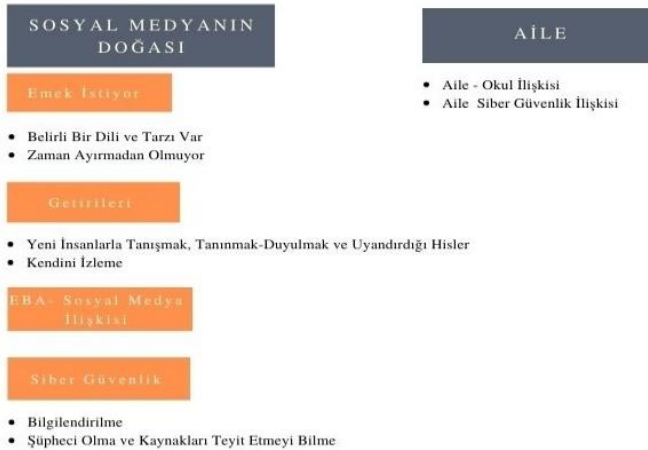 SOSYAL MEDYANIN
DOĞASI
Emek İstiyor
• Belirli Bir Dili ve Tarzı Var
• Zaman Ayırmadan Olmuyor
Getirileri
• Yeni İnsanlarla Tanışmak, Tanınmak-Duyulmak ve Uyandırdığı Hisler
• Kendini İzleme
EBA- Sosyal Medya
İlişkisi
Siber Güvenlik
• Bilgilendirilme
• Şüpheci Olma ve Kaynakları Teyit Etmeyi Bilme
AİLE
• Aile - Okul İlişkisi
• Aile Siber Güvenlik İlişkisi